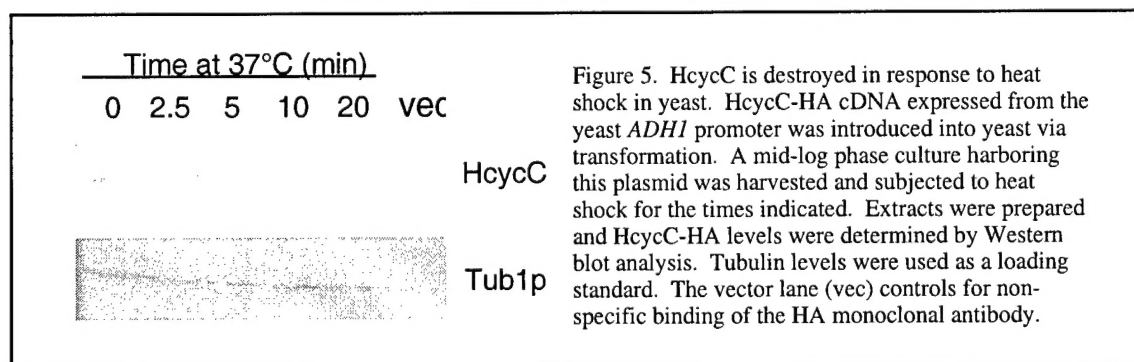 Time at 37°C (min)
0 2.5 5 10 20 vec
HcycC
Tub1p
Figure 5. HcycC is destroyed in response to heat
shock in yeast. HcycC-HA cDNA expressed from the
yeast ADH1 promoter was introduced into yeast via
transformation. A mid-log phase culture harboring
this plasmid was harvested and subjected to heat
shock for the times indicated. Extracts were prepared
and HcycC-HA levels were determined by Western
blot analysis. Tubulin levels were used as a loading
standard. The vector lane (vec) controls for non-
specific binding of the HA monoclonal antibody.